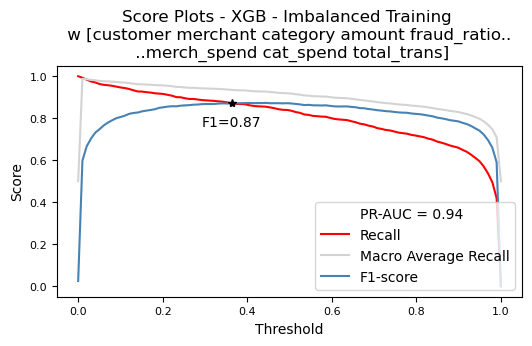 Score Plots - XGB - Imbalanced Training
w [customer merchant category amount fraud_ratio..
..merch_spend cat_spend total_trans]
1.0
0.8
0.6
0.4
0.2
0.0
Score
F1=0.87
PR-AUC = 0.94
Recall
Macro Average Recall
F1-score
0.0 0.2 0.4 0.6 0.8 1.0
Threshold